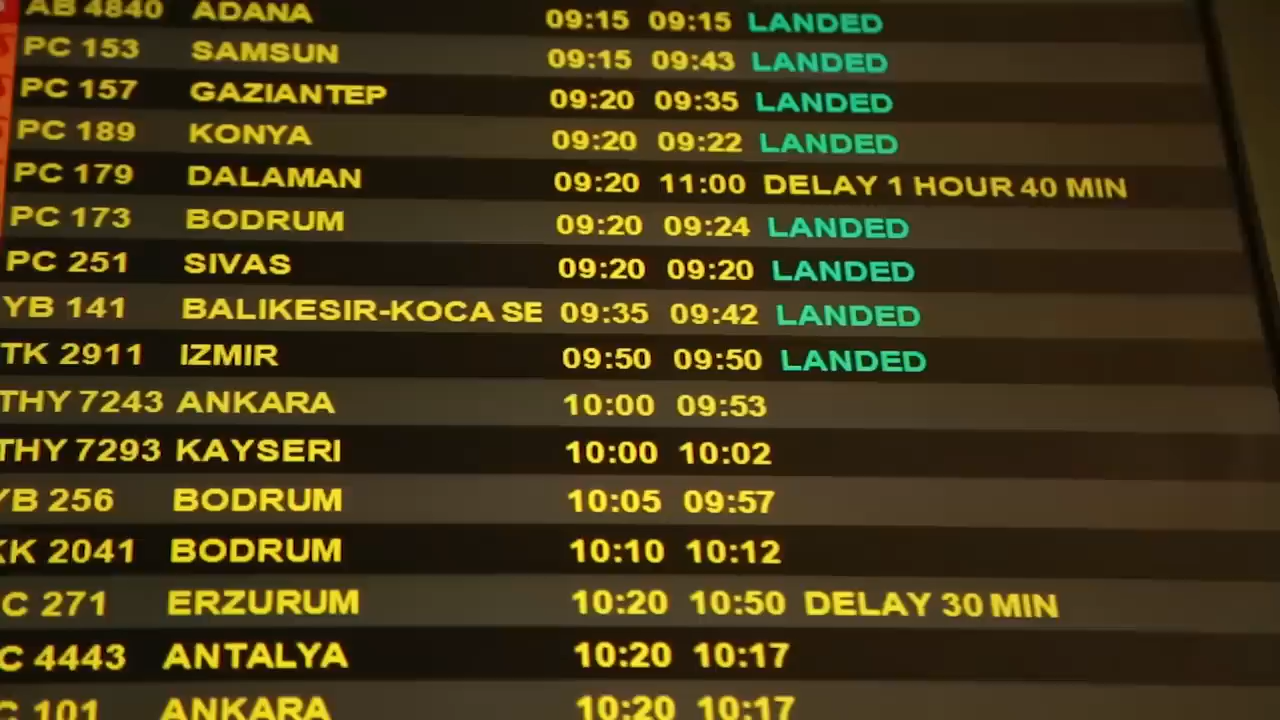 AB 4840 ADANA 09:15 09:15 LANDED
PC 153 SAMSUN 09:15 09:43 LANDED
PC 157 GAZIANTEP 09:20 09:35 LANDED
PC 189 KONYA 09:20 09:22 LANDED
PC 179 DALAMAN 09:20 11:00 DELAY 1 HOUR 40 MIN
PC 173 BODRUM 09:20 09:24 LANDED
PC 251 SIVAS 09:20 09:20 LANDED
YB 141 BALIKESIR-KOCA SE 09:35 09:42 LANDED
TK 2911 IZMIR 09:50 09:50 LANDED
THY 7243 ANKARA 10:00 09:53
THY 7293 KAYSERI 10:00 10:02
YB 256 BODRUM 10:05 09:57
KK 2041 BODRUM 10:10 10:12
C 271 ERZURUM 10:20 10:50 DELAY 30 MIN
C 4443 ANTALYA 10:20 10:17
C 101 ANKARA 10:20 10:17